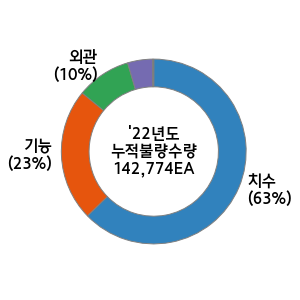 외관
(10%)
'22년도
누적불량수량
142,774EA
기능
(23%)
치수
(63%)